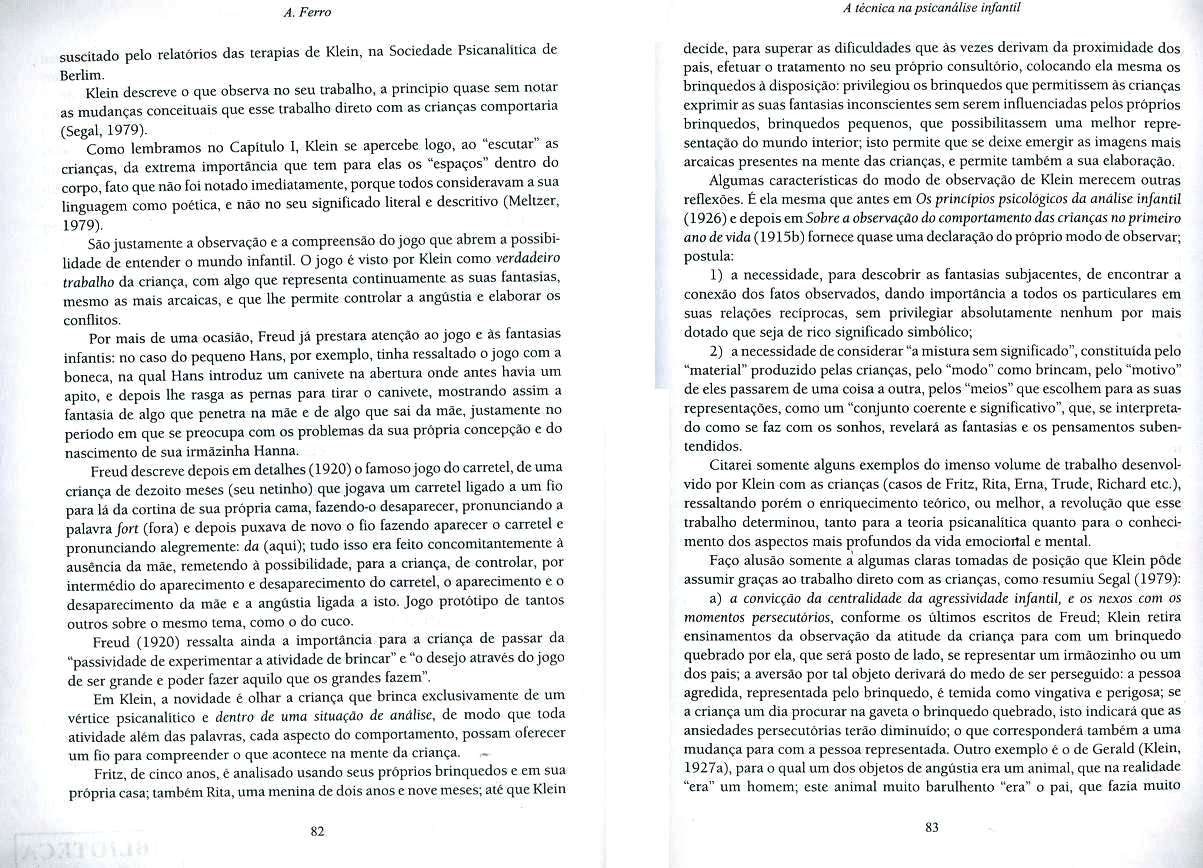 A. Ferro
suscitado pelo relatórios das terapias de Klein, na Sociedade Psicanalítica de
Berlim.
Klein descreve o que observa no seu trabalho, a princípio quase sem notar
as mudanças conceituais que esse trabalho direto com as crianças comportaria
(Segal, 1979).
Como lembramos no Capítulo I, Klein se apercebe logo, ao “escutar” as
crianças, da extrema importância que tem para elas os “espaços” dentro do
corpo, fato que não foi notado imediatamente, porque todos consideravam a sua
linguagem como poética, e não no seu significado literal e descritivo (Meltzer,
1979).
São justamente a observação e a compreensão do jogo que abrem a possibi-
lidade de entender o mundo infantil. O jogo é visto por Klein como verdadeiro
trabalho da criança, com algo que representa continuamente as suas fantasias,
mesmo as mais arcaicas, e que lhe permite controlar a angústia e elaborar os
conflitos.
Por mais de uma ocasião, Freud já prestara atenção ao jogo e às fantasias
infantis: no caso do pequeno Hans, por exemplo, tinha ressaltado o jogo com a
boneca, na qual Hans introduz um canivete na abertura onde antes havia um
apito, e depois lhe rasga as pernas para tirar o canivete, mostrando assim a
fantasia de algo que penetra na mãe e de algo que sai da mãe, justamente no
período em que se preocupa com os problemas da sua própria concepção e do
nascimento de sua irmãzinha Hanna.
Freud descreve depois em detalhes (1920) o famoso jogo do carretel, de uma
criança de dezoito meses (seu netinho) que jogava um carretel ligado a um fio
para lá da cortina de sua própria cama, fazendo-o desaparecer, pronunciando a
palavra fort (fora) e depois puxava de novo o fio fazendo aparecer o carretel e
pronunciando alegremente: da (aqui); tudo isso era feito concomitantemente à
ausência da mãe, remetendo à possibilidade, para a criança, de controlar, por
intermédio do aparecimento e desaparecimento do carretel, o aparecimento e o
desaparecimento da mãe e a angústia ligada a isto. Jogo protótipo de tantos
outros sobre o mesmo tema, como o do cuco.
Freud (1920) ressalta ainda a importância para a criança de passar da
“passividade de experimentar a atividade de brincar” e “o desejo através do jogo
de ser grande e poder fazer aquilo que os grandes fazem”.
Em Klein, a novidade é olhar a criança que brinca exclusivamente de um
vértice psicanalítico e dentro de uma situação de análise, de modo que toda
atividade além das palavras, cada aspecto do comportamento, possam oferecer
um fio para compreender o que acontece na mente da criança.
Fritz, de cinco anos, é analisado usando seus próprios brinquedos e em sua
própria casa; também Rita, uma menina de dois anos e nove meses; até que Klein
82
BLIOTECA
A técnica na psicanálise infantil
decide, para superar as dificuldades que às vezes derivam da proximidade dos
pais, efetuar o tratamento no seu próprio consultório, colocando ela mesma os
brinquedos à disposição: privilegiou os brinquedos que permitissem às crianças
exprimir as suas fantasias inconscientes sem serem influenciadas pelos próprios
brinquedos, brinquedos pequenos, que possibilitassem uma melhor repre-
sentação do mundo interior; isto permite que se deixe emergir as imagens mais
arcaicas presentes na mente das crianças, e permite também a sua elaboração.
Algumas características do modo de observação de Klein merecem outras
reflexões. É ela mesma que antes em Os princípios psicológicos da análise infantil
(1926) e depois em Sobre a observação do comportamento das crianças no primeiro
ano de vida (1915b) fornece quase uma declaração do próprio modo de observar;
postula:
1) a necessidade, para descobrir as fantasias subjacentes, de encontrar a
conexão dos fatos observados, dando importância a todos os particulares em
suas relações recíprocas, sem privilegiar absolutamente nenhum por mais
dotado que seja de rico significado simbólico;
2) a necessidade de considerar “a mistura sem significado”, constituída pelo
“material” produzido pelas crianças, pelo “modo” como brincam, pelo “motivo”
de eles passarem de uma coisa a outra, pelos “meios” que escolhem para as suas
representações, como um “conjunto coerente e significativo”, que, se interpreta-
do como se faz com os sonhos, revelará as fantasias e os pensamentos suben-
tendidos.
Citarei somente alguns exemplos do imenso volume de trabalho desenvol-
vido por Klein com as crianças (casos de Fritz, Rita, Erna, Trude, Richard etc.),
ressaltando porém o enriquecimento teórico, ou melhor, a revolução que esse
trabalho determinou, tanto para a teoria psicanalítica quanto para o conheci-
mento dos aspectos mais profundos da vida emocional e mental.
Faço alusão somente a algumas claras tomadas de posição que Klein pôde
assumir graças ao trabalho direto com as crianças, como resumiu Segal (1979):
a) a convicção da centralidade da agressividade infantil, e os nexos com os
momentos persecutórios, conforme os últimos escritos de Freud; Klein retira
ensinamentos da observação da atitude da criança para com um brinquedo
quebrado por ela, que será posto de lado, se representar um irmãozinho ou um
dos pais; a aversão por tal objeto derivará do medo de ser perseguido: a pessoa
agredida, representada pelo brinquedo, é temida como vingativa e perigosa; se
a criança um dia procurar na gaveta o brinquedo quebrado, isto indicará que as
ansiedades persecutórias terão diminuído; o que corresponderá também a uma
mudança para com a pessoa representada. Outro exemplo é o de Gerald (Klein,
1927a), para o qual um dos objetos de angústia era um animal, que na realidade
“era” um homem; este animal muito barulhento “era” o pai, que fazia muito
83